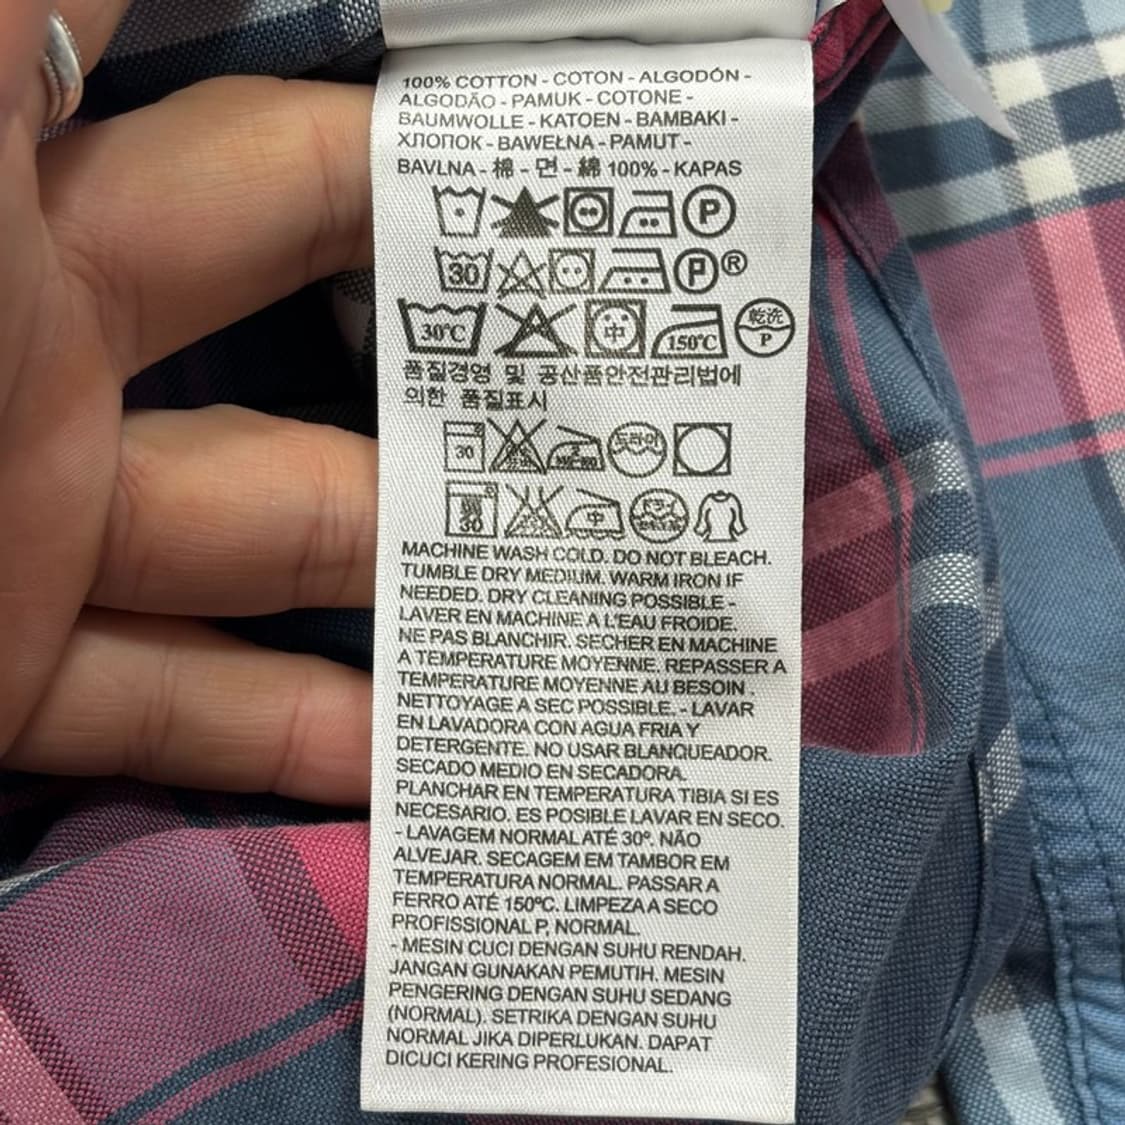 100% COTTON - COTON - ALGODÓN -
ALGODÃO - PAMUK - COTONE -
BAUMWOLLE - KATOEN - BAMBAKI -
ХЛОПОК - BAWEŁNA - PAMUT -
BAVLNA - 棉 - 면 - 綿 100% - KAPAS
P
30 P ®
30℃ 中 150℃ 乾洗 P
품질경영 및 공산품안전관리법에
의한 품질표시
30 드라이
30 中 ドライ
MACHINE WASH COLD. DO NOT BLEACH.
TUMBLE DRY MEDIUM. WARM IRON IF
NEEDED. DRY CLEANING POSSIBLE -
LAVER EN MACHINE A L'EAU FROIDE.
NE PAS BLANCHIR. SECHER EN MACHINE
A TEMPERATURE MOYENNE. REPASSER A
TEMPERATURE MOYENNE AU BESOIN .
NETTOYAGE A SEC POSSIBLE. - LAVAR
EN LAVADORA CON AGUA FRIA Y
DETERGENTE. NO USAR BLANQUEADOR.
SECADO MEDIO EN SECADORA.
PLANCHAR EN TEMPERATURA TIBIA SI ES
NECESARIO. ES POSIBLE LAVAR EN SECO.
- LAVAGEM NORMAL ATÉ 30º. NÃO
ALVEJAR. SECAGEM EM TAMBOR EM
TEMPERATURA NORMAL. PASSAR A
FERRO ATÉ 150ºC. LIMPEZA A SECO
PROFISSIONAL P, NORMAL.
- MESIN CUCI DENGAN SUHU RENDAH.
JANGAN GUNAKAN PEMUTIH. MESIN
PENGERING DENGAN SUHU SEDANG
(NORMAL). SETRIKA DENGAN SUHU
NORMAL JIKA DIPERLUKAN. DAPAT
DICUCI KERING PROFESIONAL.